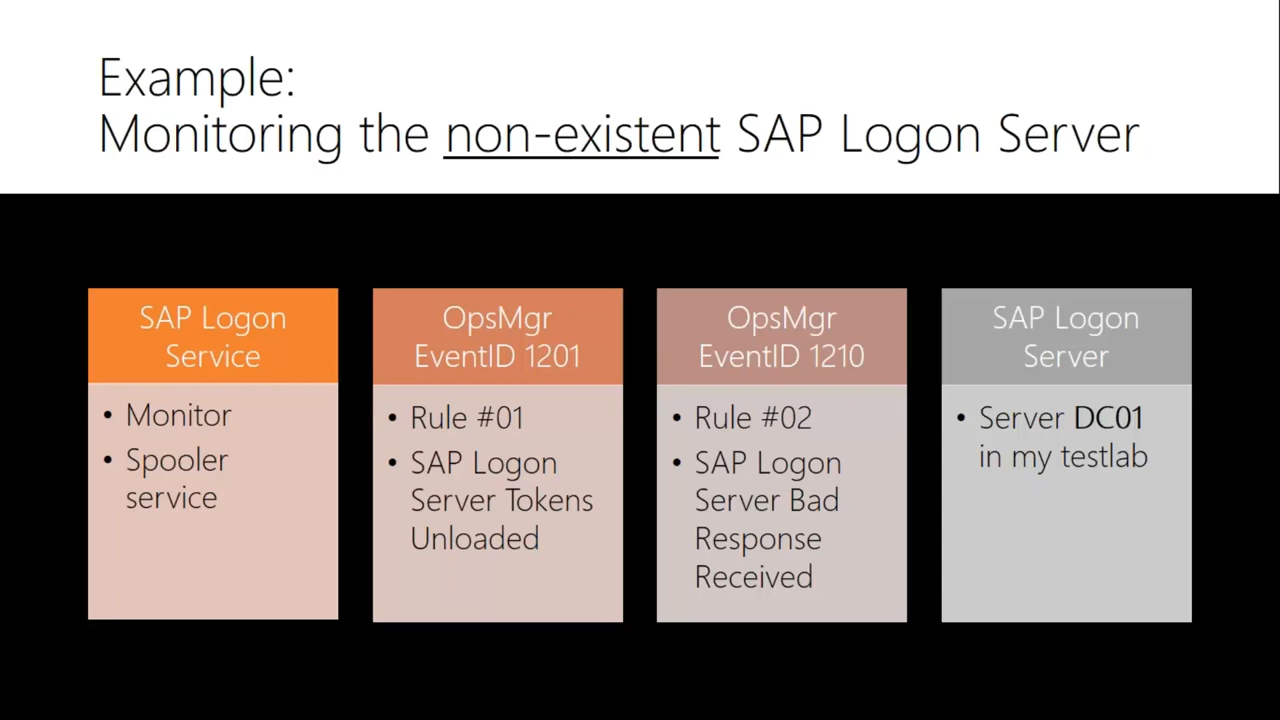 Example:
Monitoring the non-existent SAP Logon Server
SAP Logon
Service
• Monitor
• Spooler
service
OpsMgr
EventID 1201
• Rule #01
• SAP Logon
Server Tokens
Unloaded
OpsMgr
EventID 1210
• Rule #02
• SAP Logon
Server Bad
Response
Received
SAP Logon
Server
• Server DC01
in my testlab